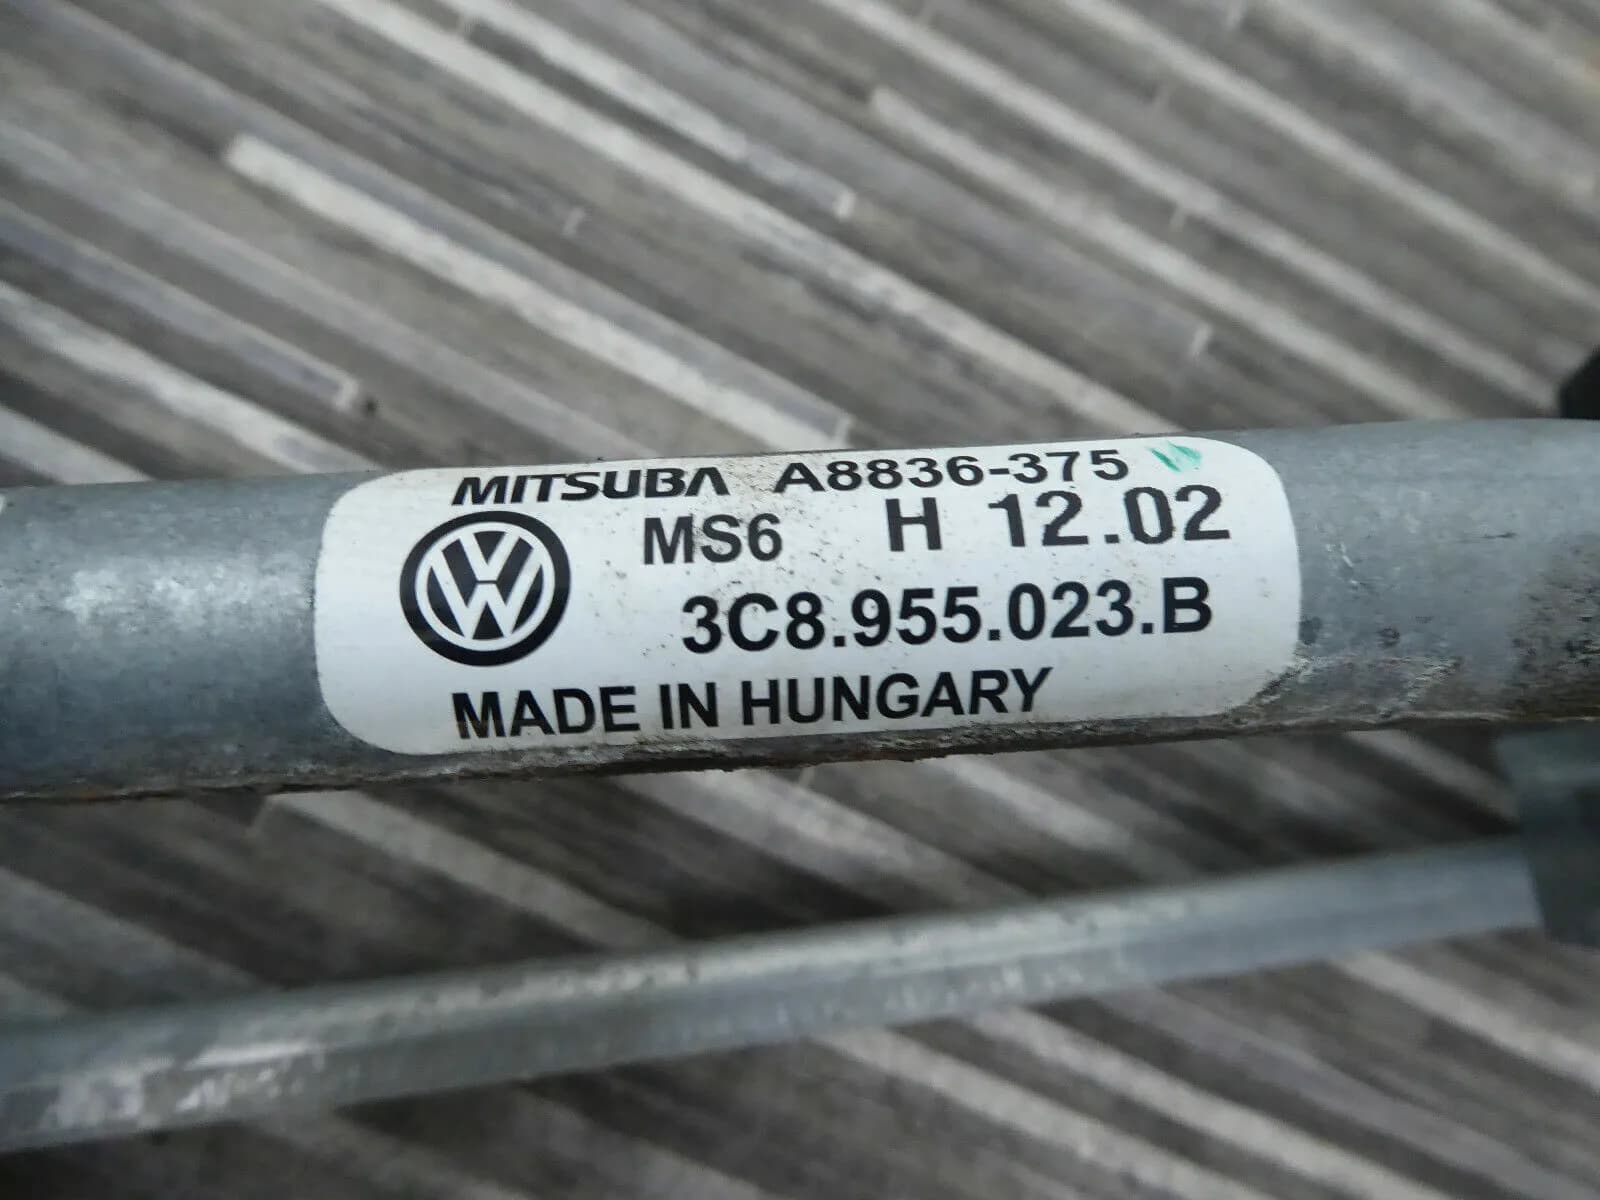 MITSUBA A8836-375
MS6 H 12.02
3C8.955.023.B
MADE IN HUNGARY